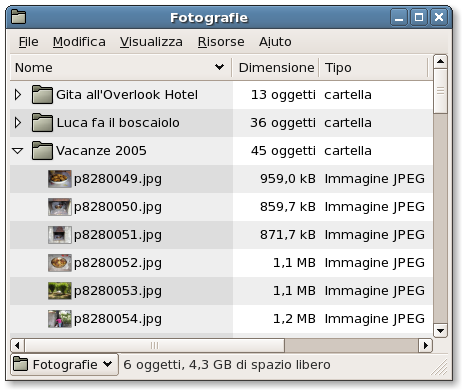 Fotografie
File Modifica Visualizza Risorse Aiuto
Nome Dimensione Tipo
Gita all'Overlook Hotel 13 oggetti cartella
Luca fa il boscaiolo 36 oggetti cartella
Vacanze 2005 45 oggetti cartella
p8280049.jpg 959,0 kB Immagine JPEG
p8280050.jpg 859,7 kB Immagine JPEG
p8280051.jpg 871,7 kB Immagine JPEG
p8280052.jpg 1,1 MB Immagine JPEG
p8280053.jpg 1,1 MB Immagine JPEG
p8280054.jpg 1,2 MB Immagine JPEG
Fotografie 6 oggetti, 4,3 GB di spazio libero